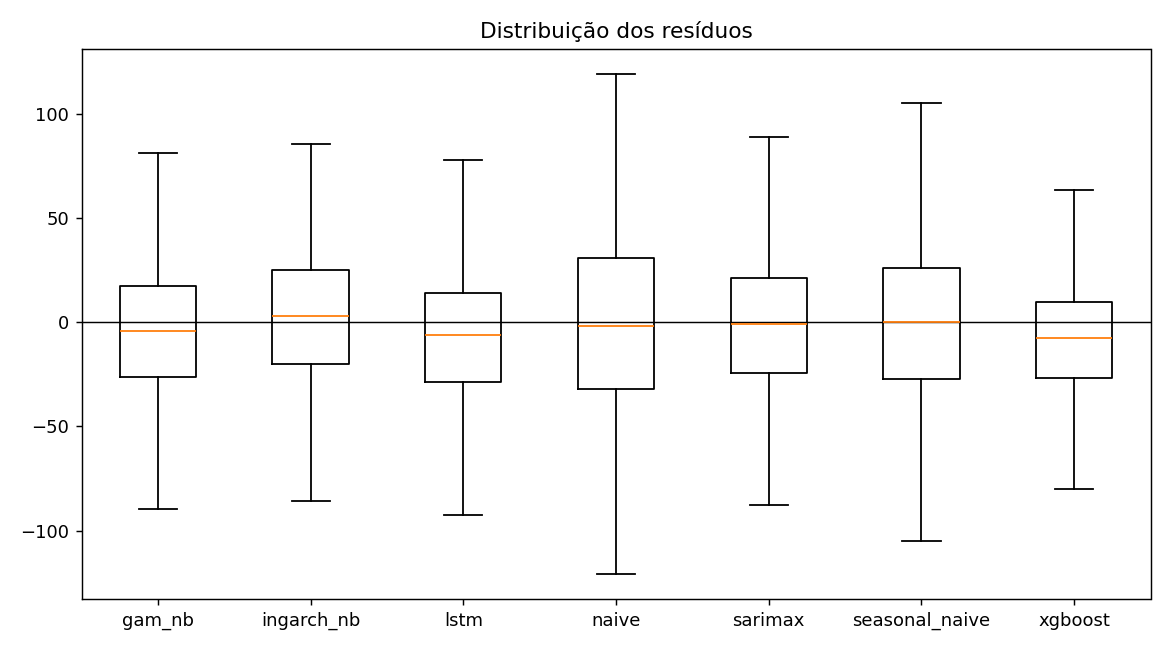 Distribuição dos resíduos
100
50
0
−50
−100
gam_nb ingarch_nb lstm naive sarimax seasonal_naive xgboost